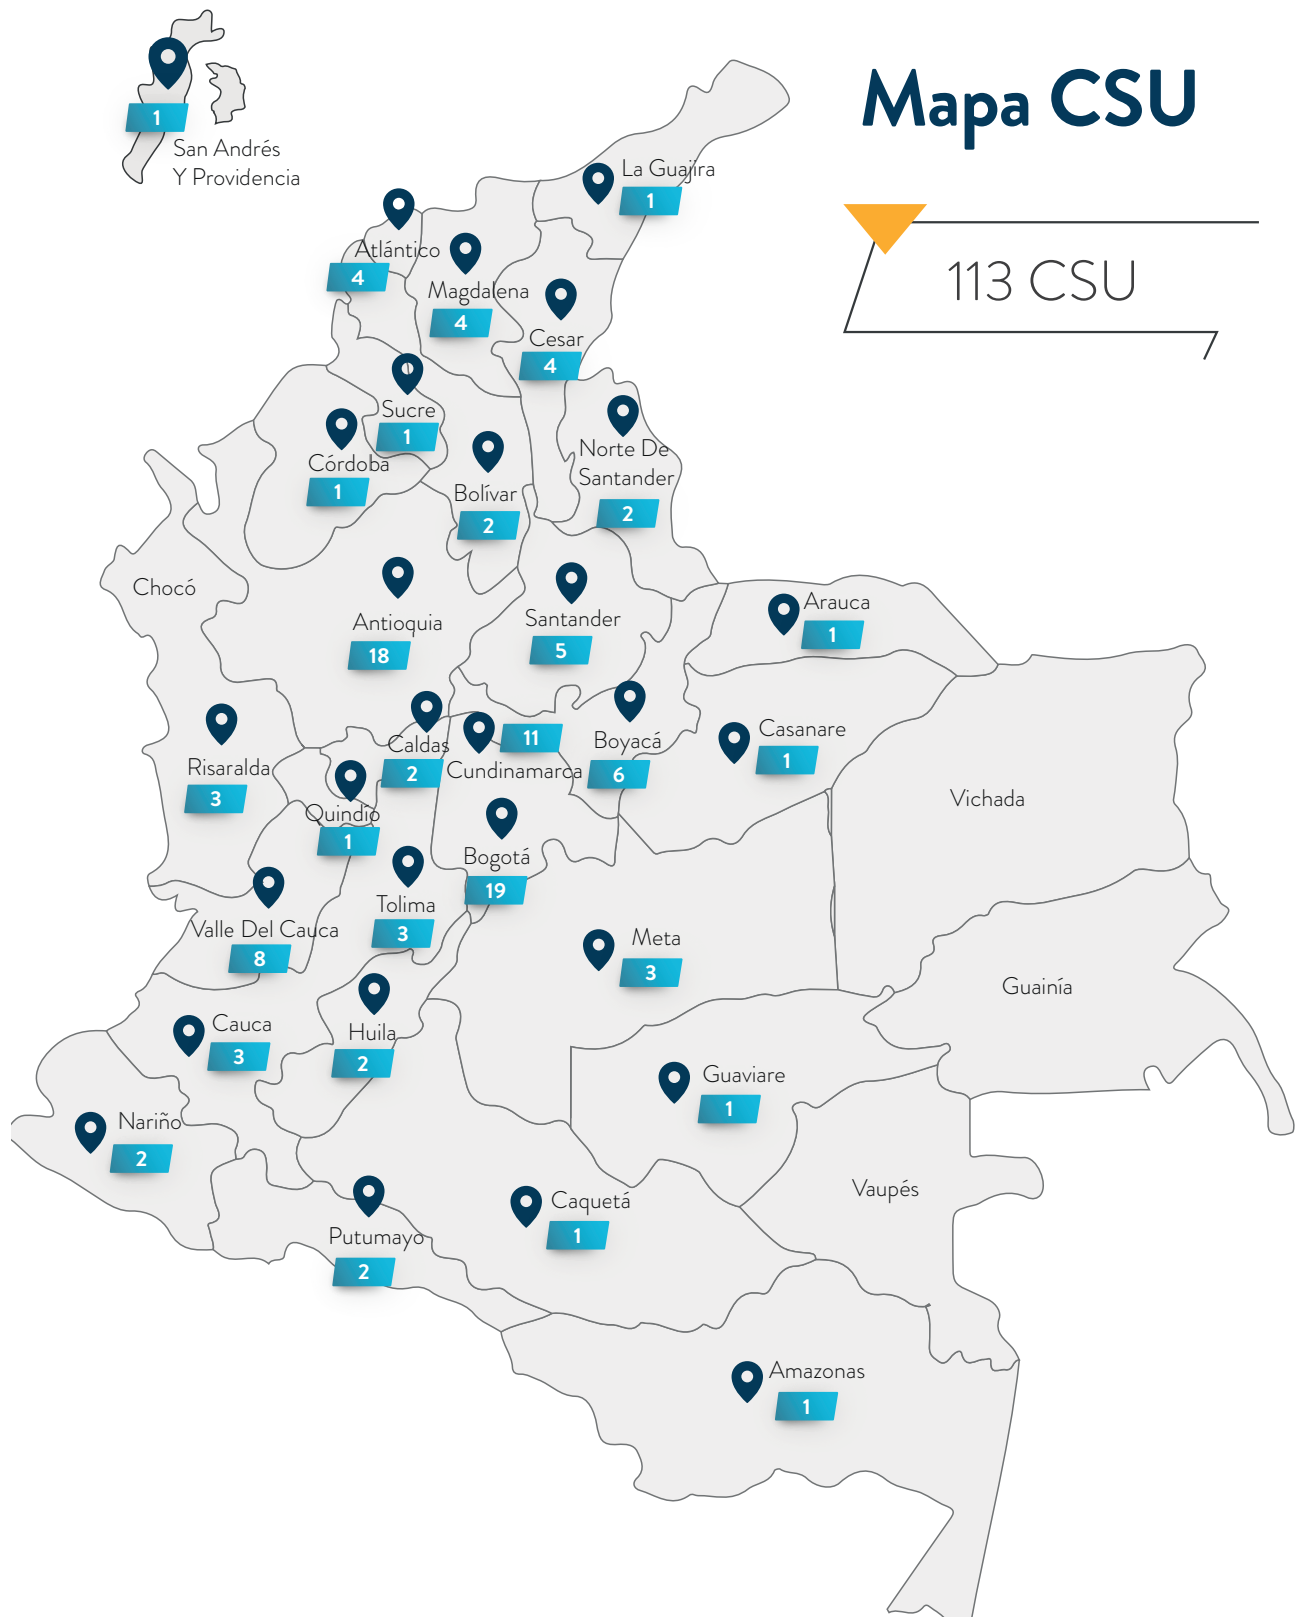 Mapa CSU
113 CSU
1
San Andrés
Y Providencia
La Guajira
1
Atlántico
4
Magdalena
4
Cesar
4
Sucre
1
Córdoba
1
Bolívar
2
Norte De
Santander
2
Chocó
Antioquia
18
Santander
5
Arauca
1
Risaralda
3
Caldas
2
11
Cundinamarca
Boyacá
6
Casanare
1
Vichada
Quindío
1
Bogotá
19
Tolima
3
Valle Del Cauca
8
Meta
3
Guainía
Cauca
3
Huila
2
Guaviare
1
Nariño
2
Vaupés
Putumayo
2
Caquetá
1
Amazonas
1